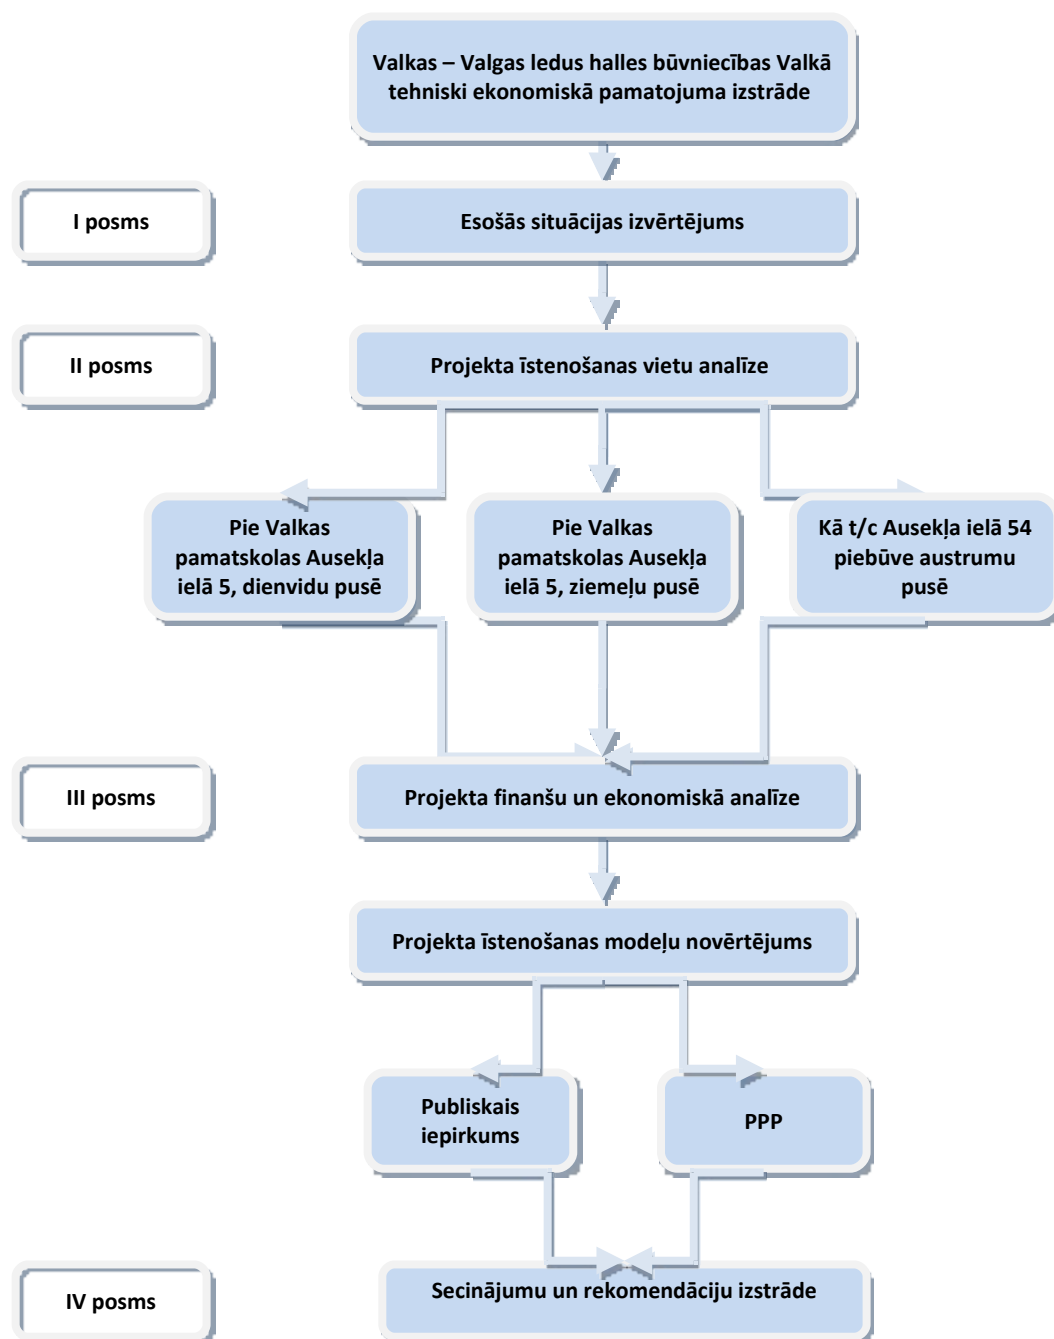 Valkas – Valgas ledus halles būvniecības Valkā
tehniski ekonomiskā pamatojuma izstrāde
I posms
Esošās situācijas izvērtējums
II posms
Projekta īstenošanas vietu analīze
Pie Valkas
pamatskolas Ausekļa
ielā 5, dienvidu pusē
Pie Valkas
pamatskolas Ausekļa
ielā 5, ziemeļu pusē
Kā t/c Ausekļa ielā 54
piebūve austrumu
pusē
III posms
Projekta finanšu un ekonomiskā analīze
Projekta īstenošanas modeļu novērtējums
Publiskais
iepirkums
PPP
IV posms
Secinājumu un rekomendāciju izstrāde